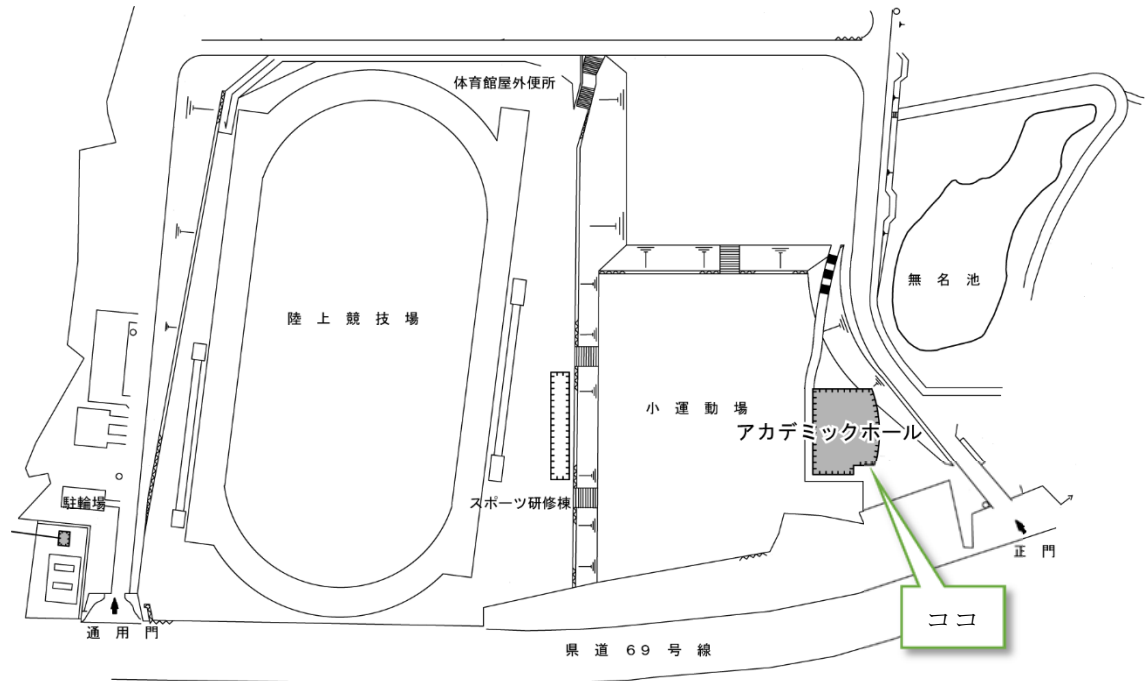 体育館屋外便所
無名池
陸上競技場
小運動場
アカデミックホール
駐輪場
スポーツ研修棟
正門
ココ
通用門
県道69号線